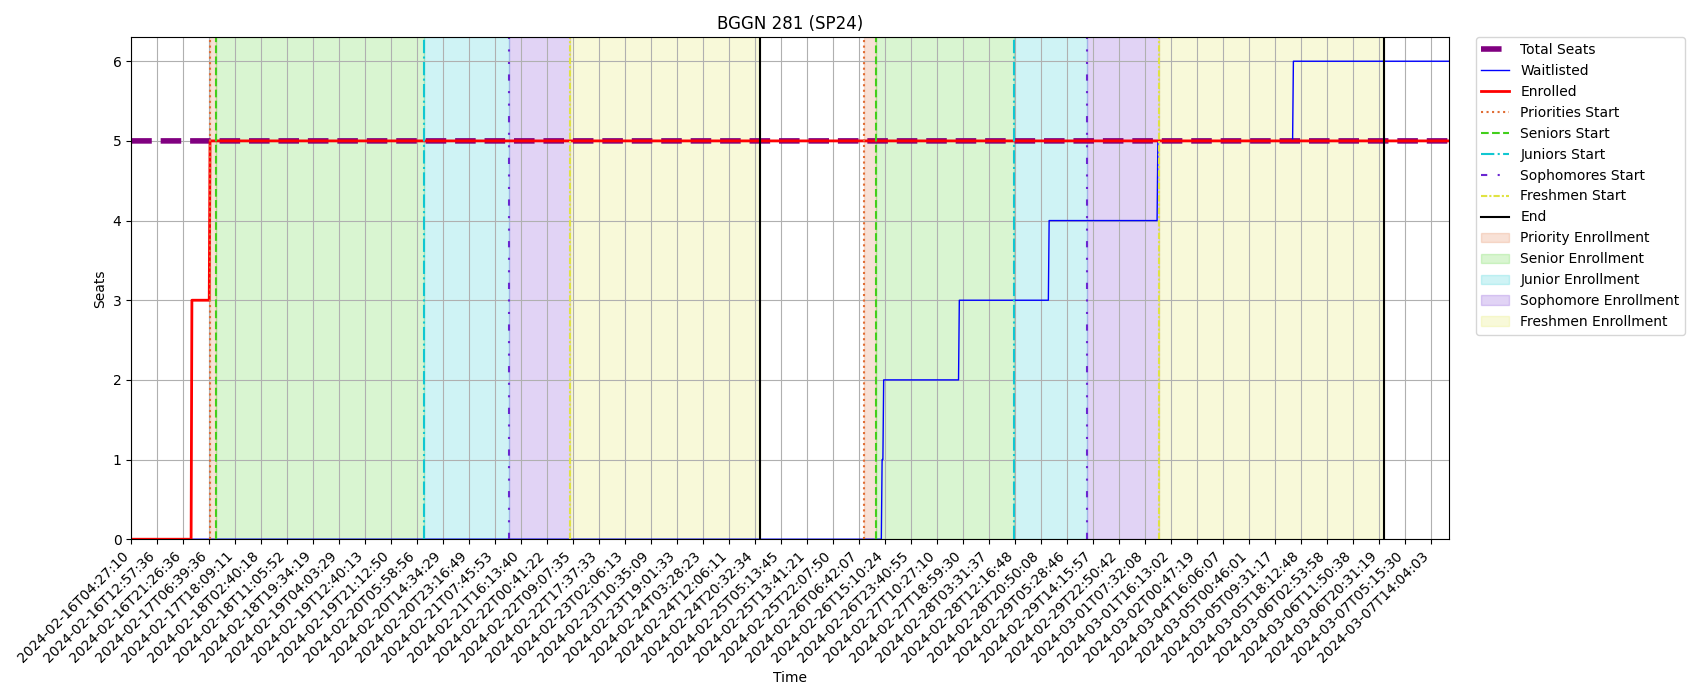 BGGN 281 (SP24)
Seats
6
5
4
3
2
1
0
2024-02-16T04:27:10
2024-02-16T12:57:36
2024-02-16T21:26:36
2024-02-17T06:39:36
2024-02-17T18:09:11
2024-02-18T02:40:18
2024-02-18T11:05:52
2024-02-18T19:34:19
2024-02-19T04:03:29
2024-02-19T12:40:13
2024-02-19T21:12:50
2024-02-20T05:58:56
2024-02-20T14:34:29
2024-02-20T23:16:49
2024-02-21T07:45:53
2024-02-21T16:13:40
2024-02-22T00:41:22
2024-02-22T09:07:35
2024-02-22T17:37:33
2024-02-23T02:06:13
2024-02-23T10:35:09
2024-02-23T19:01:33
2024-02-24T03:28:23
2024-02-24T12:06:11
2024-02-24T20:32:34
2024-02-25T05:13:45
2024-02-25T13:41:21
2024-02-25T22:07:50
2024-02-26T06:42:07
2024-02-26T15:10:24
2024-02-26T23:40:55
2024-02-27T10:27:10
2024-02-27T18:59:30
2024-02-28T03:31:37
2024-02-28T12:16:48
2024-02-28T20:50:08
2024-02-29T05:28:46
2024-02-29T14:15:57
2024-02-29T22:50:42
2024-03-01T07:32:08
2024-03-01T16:13:02
2024-03-02T00:47:19
2024-03-04T16:06:07
2024-03-05T00:46:01
2024-03-05T09:31:17
2024-03-05T18:12:48
2024-03-06T02:53:58
2024-03-06T11:50:38
2024-03-06T20:31:19
2024-03-07T05:15:30
2024-03-07T14:04:03
Time
Total Seats
Waitlisted
Enrolled
Priorities Start
Seniors Start
Juniors Start
Sophomores Start
Freshmen Start
End
Priority Enrollment
Senior Enrollment
Junior Enrollment
Sophomore Enrollment
Freshmen Enrollment